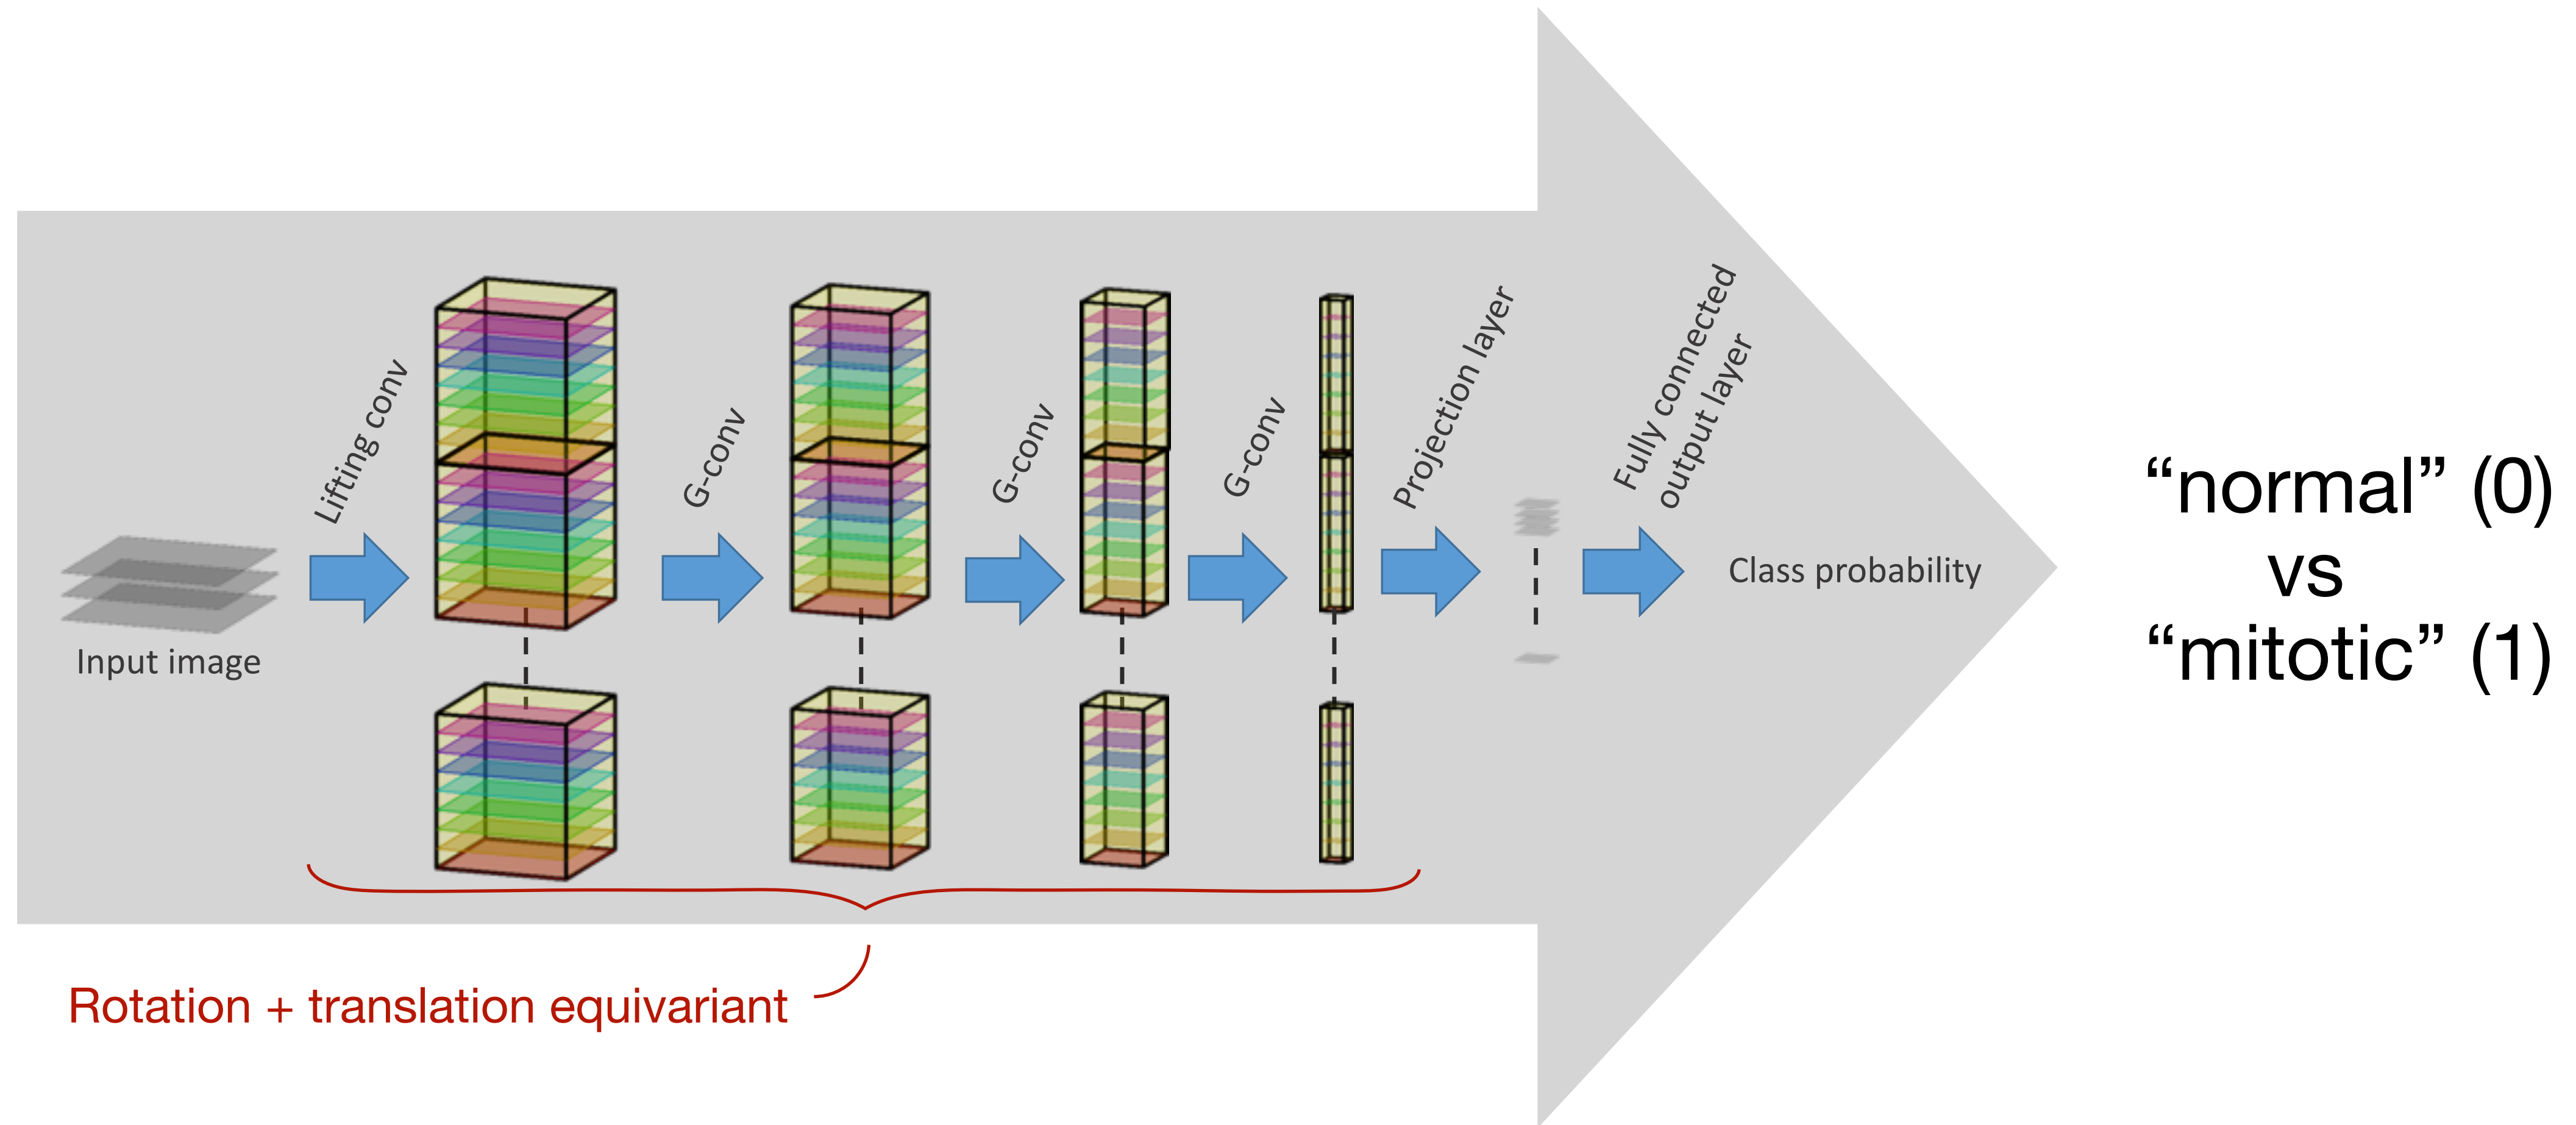 Input image
Lifting conv
G-conv
G-conv
G-conv
Projection layer
Fully connected
output layer
Class probability
“normal” (0)
vs
“mitotic” (1)
Rotation + translation equivariant